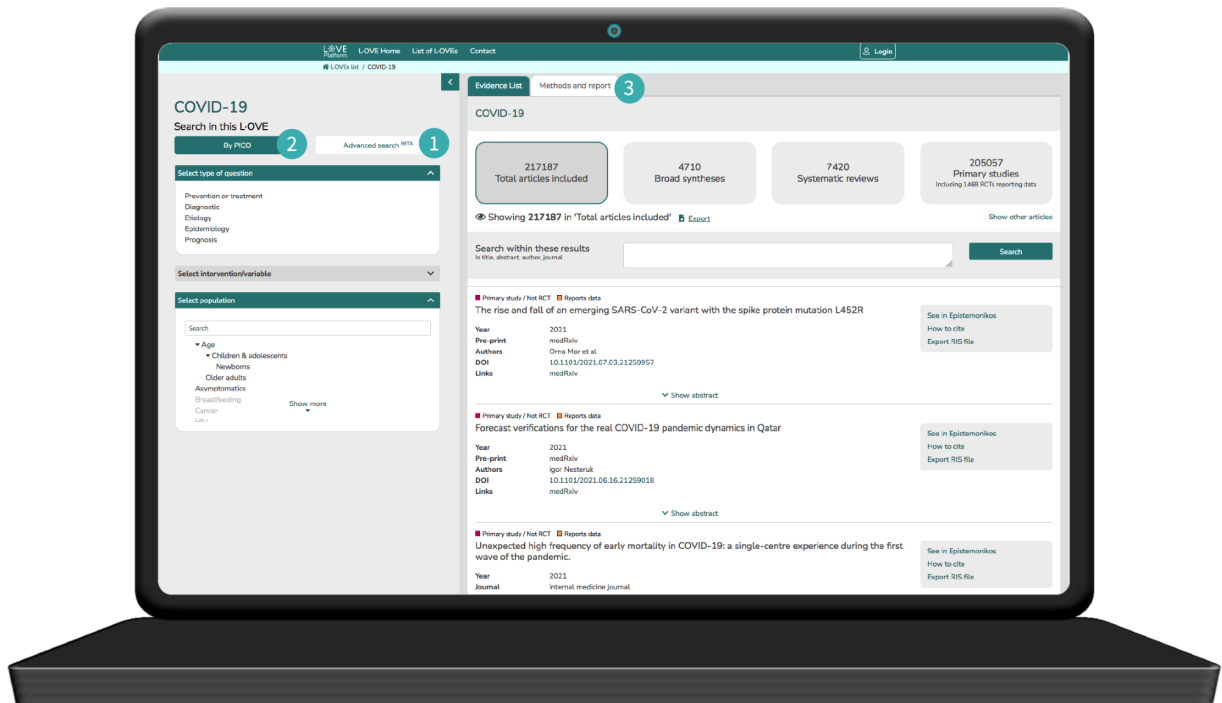 L·OVE Platform
L·OVE Home
List of L·OVEs
Contact
Login
LOVEs list / COVID-19
COVID-19
Search in this L·OVE
By PICO
2
Advanced search BETA
1
Select type of question
Prevention or treatment
Diagnostic
Etiology
Epidemiology
Prognosis
Select intervention/variable
Select population
Search
Age
Children & adolescents
Newborns
Older adults
Asymptomatics
Breastfeeding
Cancer
Show more
Evidence List
Methods and report
3
COVID-19
217187
Total articles included
4710
Broad syntheses
7420
Systematic reviews
205057
Primary studies
Including 1468 RCTs reporting data
Showing 217187 in 'Total articles included'
Export
Show other articles
Search within these results
In title, abstract, author, journal
Search
Primary study / Not RCT
Reports data
The rise and fall of an emerging SARS-CoV-2 variant with the spike protein mutation L452R
Year 2021
Pre-print medRxiv
Authors Orna Mor et al
DOI 10.1101/2021.07.03.21259957
Links medRxiv
Show abstract
See in Epistemonikos
How to cite
Export RIS file
Primary study / Not RCT
Reports data
Forecast verifications for the real COVID-19 pandemic dynamics in Qatar
Year 2021
Pre-print medRxiv
Authors Igor Nesteruk
DOI 10.1101/2021.06.16.21259018
Links medRxiv
Show abstract
See in Epistemonikos
How to cite
Export RIS file
Primary study / Not RCT
Reports data
Unexpected high frequency of early mortality in COVID-19: a single-centre experience during the first
wave of the pandemic.
Year 2021
Journal Internal medicine journal
See in Epistemonikos
How to cite
Export RIS file